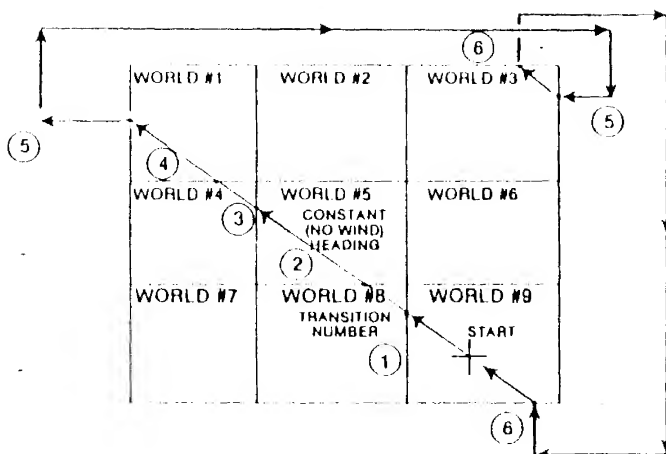 6
WORLD #1
WORLD #2
WORLD #3
5
5
4
WORLD #4
WORLD #5
WORLD #6
3
CONSTANT
(NO WIND)
HEADING
2
WORLD #7
WORLD #8
WORLD #9
TRANSITION
NUMBER
START
1
6